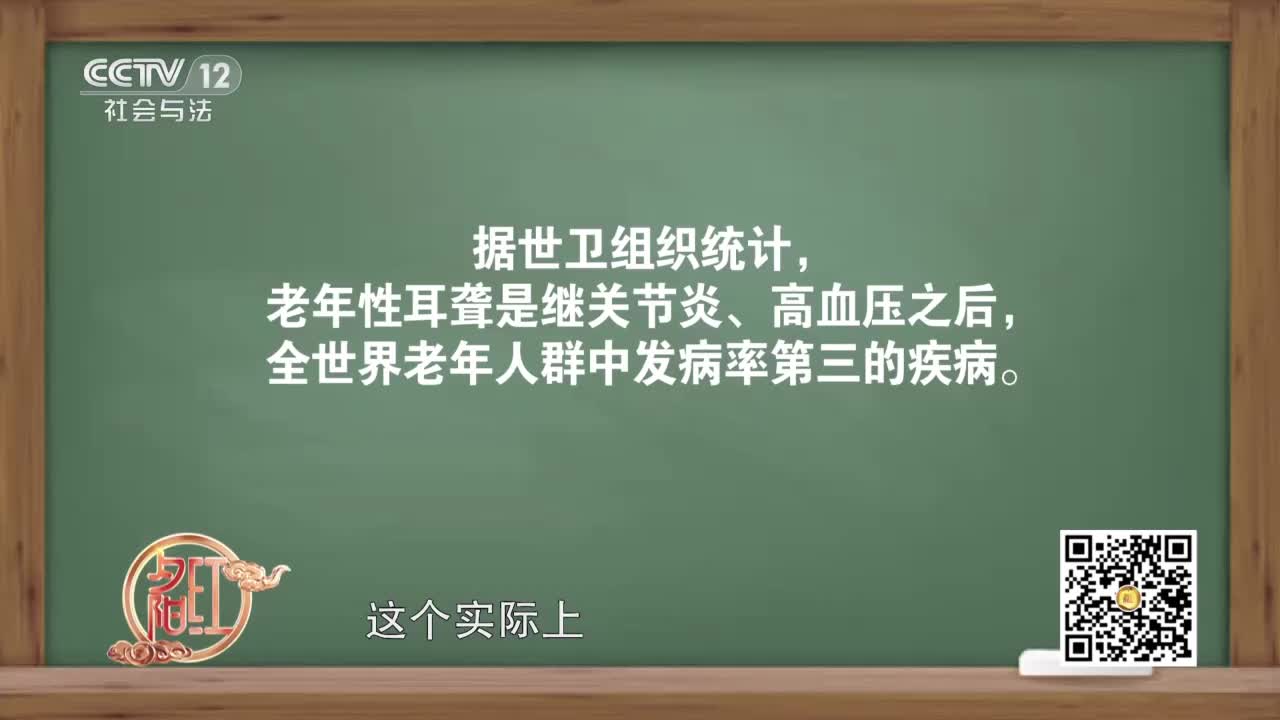 CCTV 12
社会与法
据世卫组织统计，
老年性耳聋是继关节炎、高血压之后，
全世界老年人群中发病率第三的疾病。
夕阳红
这个实际上